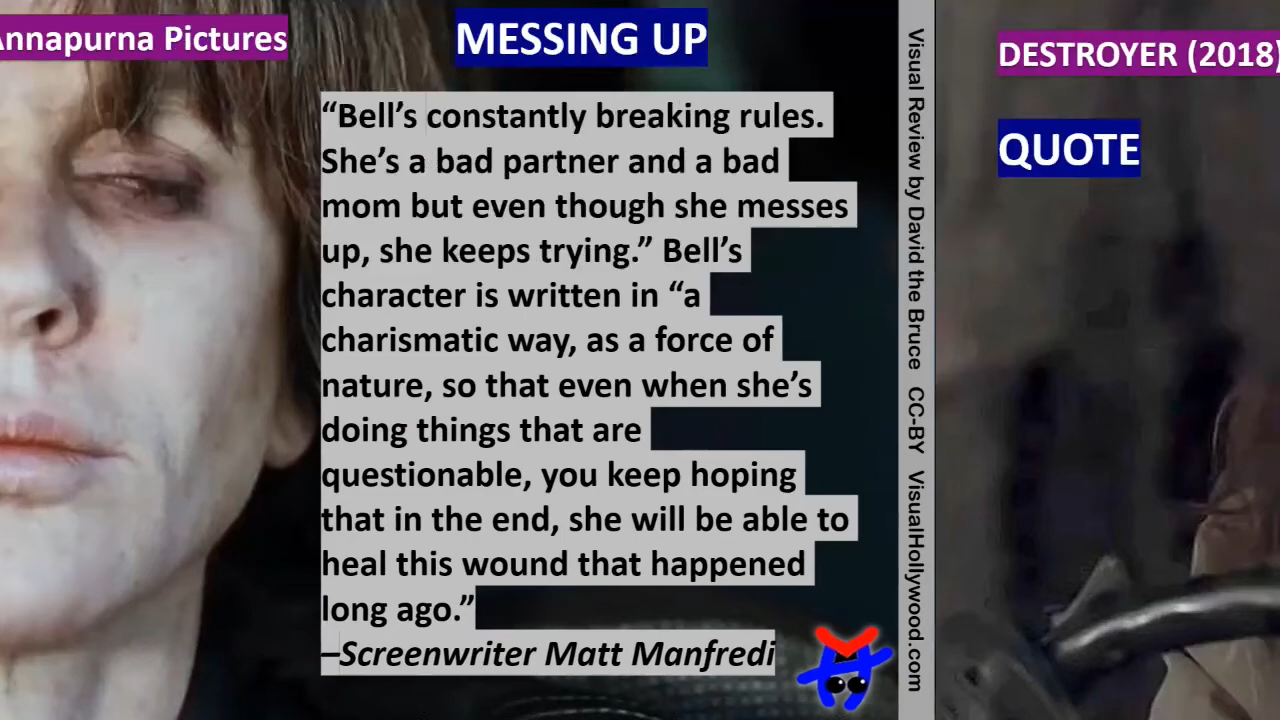 Annapurna Pictures
MESSING UP
“Bell’s constantly breaking rules.
She’s a bad partner and a bad
mom but even though she messes
up, she keeps trying.” Bell’s
character is written in “a
charismatic way, as a force of
nature, so that even when she’s
doing things that are
questionable, you keep hoping
that in the end, she will be able to
heal this wound that happened
long ago.”
–Screenwriter Matt Manfredi
Visual Review by David the Bruce CC-BY VisualHollywood.com
DESTROYER (2018)
QUOTE